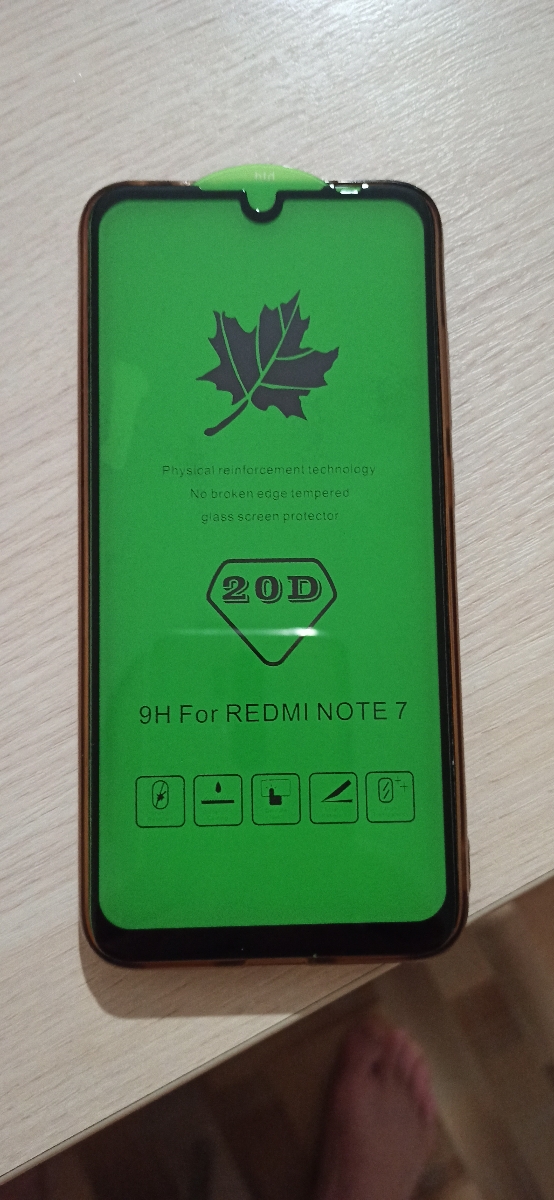 Physical reinforcement technology
No broken edge tempered
glass screen protector
20D
9H For REDMI NOTE 7